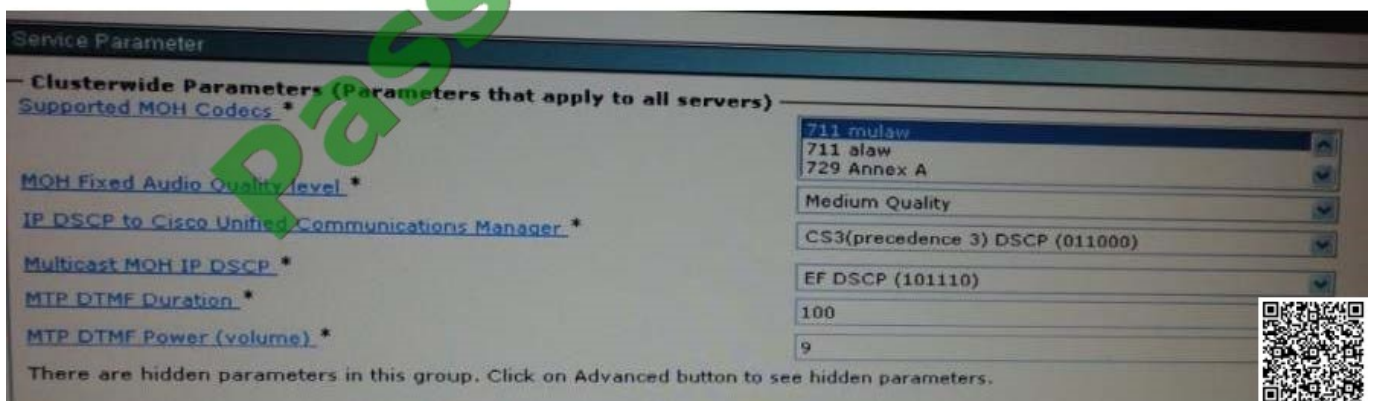 Pass
Service Parameter
Clusterwide Parameters (Parameters that apply to all servers)
Supported MOH Codecs *
711 mulaw
711 alaw
729 Annex A
MOH Fixed Audio Quality level *
Medium Quality
IP DSCP to Cisco Unified Communications Manager *
CS3(precedence 3) DSCP (011000)
Multicast MOH IP DSCP *
EF DSCP (101110)
MTP DTMF Duration *
100
MTP DTMF Power (volume) *
9
There are hidden parameters in this group. Click on Advanced button to see hidden parameters.